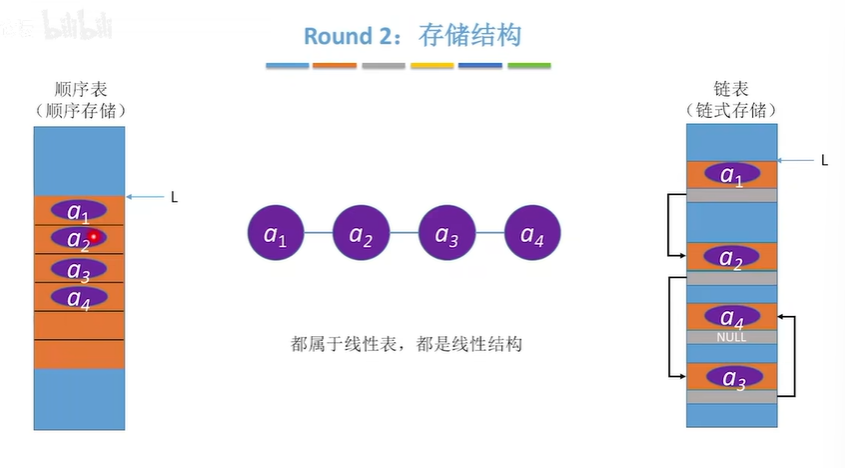 bilibili
Round 2：存储结构
顺序表
（顺序存储）
L
a1
a2
a3
a4
a1
a2
a3
a4
都属于线性表，都是线性结构
链表
（链式存储）
L
a1
a2
a4
NULL
a3